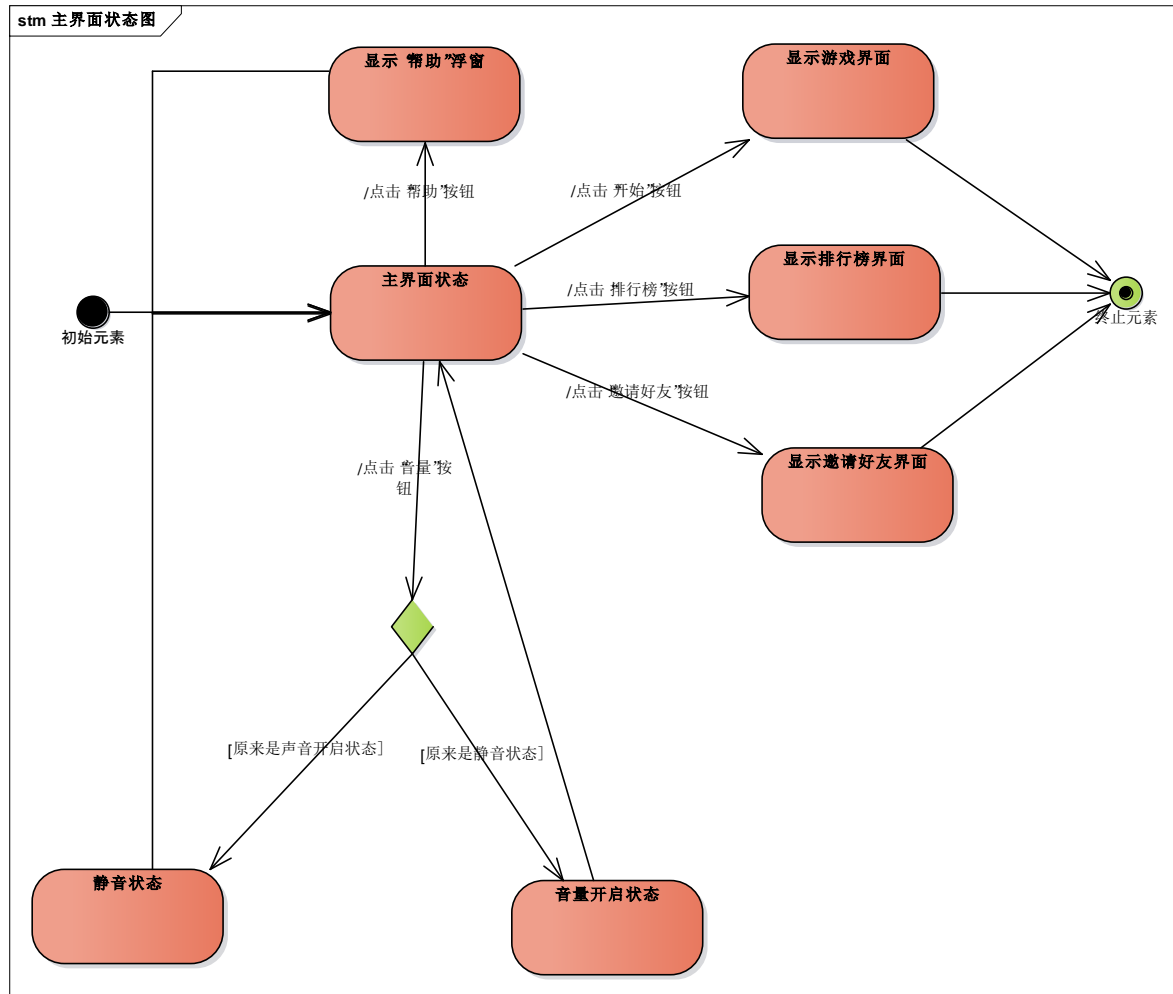 stm 主界面状态图
显示 “帮助”浮窗
显示游戏界面
/点击 “帮助”按钮
/点击 “开始”按钮
主界面状态
显示排行榜界面
/点击 “排行榜”按钮
初始元素
终止元素
/点击 “邀请好友”按钮
显示邀请好友界面
/点击 “音量”按
钮
[原来是声音开启状态]
[原来是静音状态]
静音状态
音量开启状态